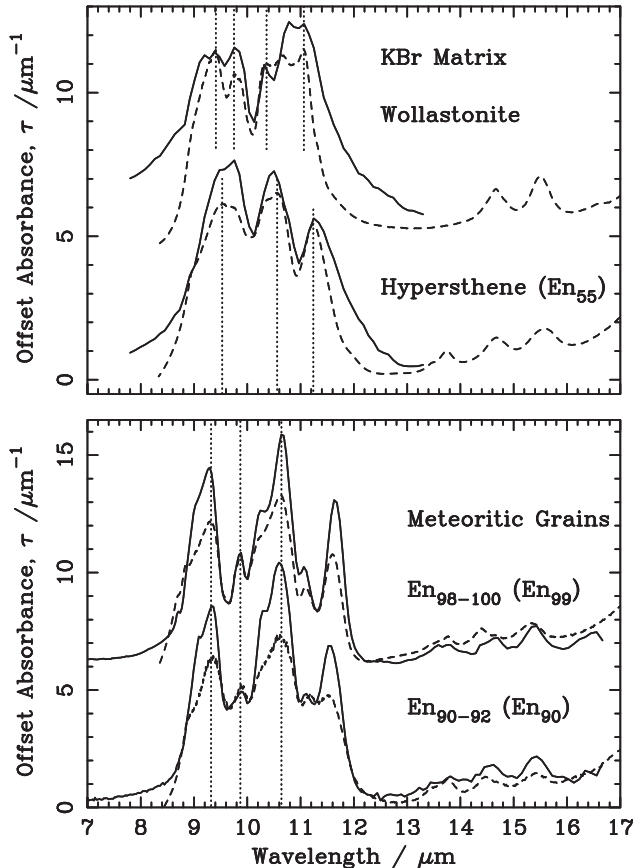 KBr Matrix
Wollastonite
Hypersthene (En₅₅)
Offset Absorbance, τ /μm⁻¹
10
5
0
Meteoritic Grains
En₉₈₋₁₀₀ (En₉₉)
En₉₀₋₉₂ (En₉₀)
Offset Absorbance, τ /μm⁻¹
15
10
5
0
7 8 9 10 11 12 13 14 15 16 17
Wavelength / μm